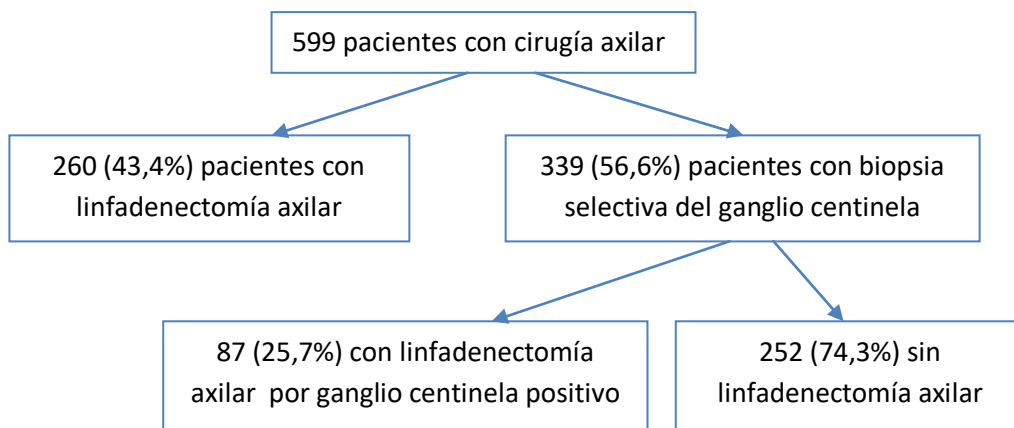 599 pacientes con cirugía axilar
260 (43,4%) pacientes con
linfadenectomía axilar
339 (56,6%) pacientes con biopsia
selectiva del ganglio centinela
87 (25,7%) con linfadenectomía
axilar por ganglio centinela positivo
252 (74,3%) sin
linfadenectomía axilar